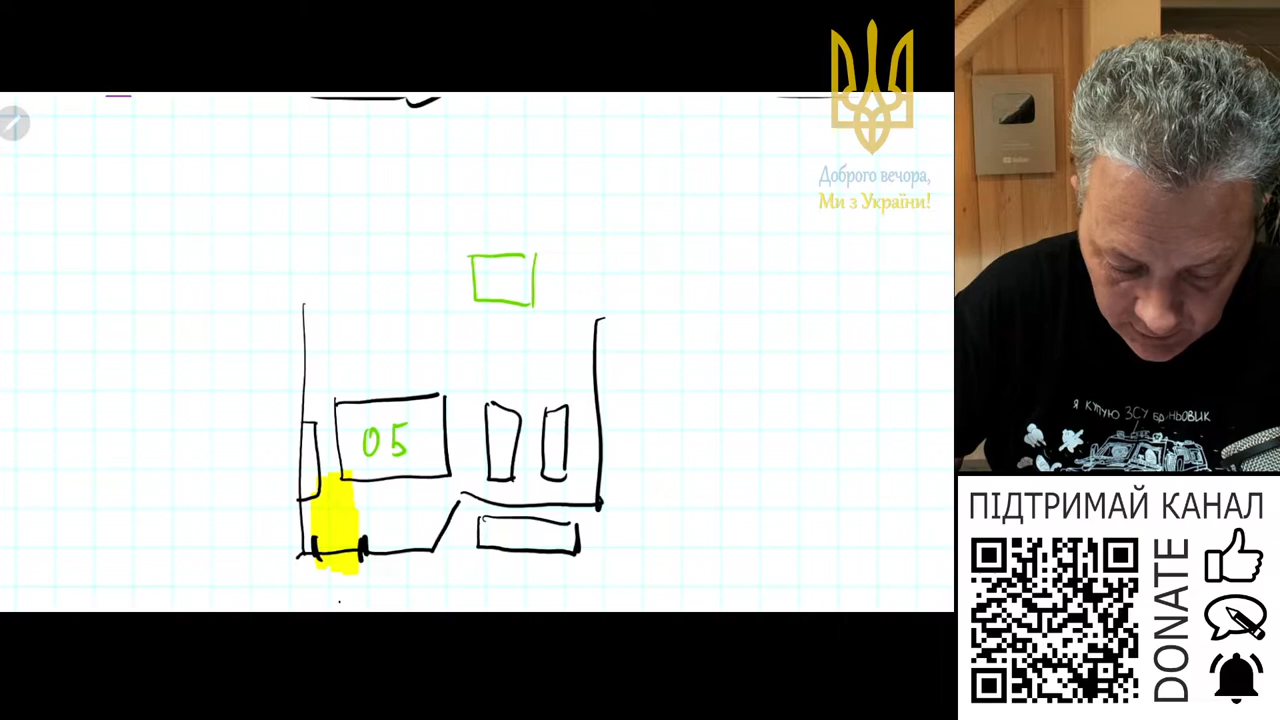 Доброго вечора,
Ми з України!
05
Я КУПУЮ ЗСУ БРОНЬОВИК
ПІДТРИМАЙ КАНАЛ
DONATE